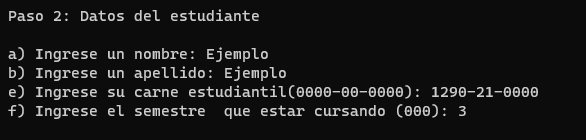 Paso 2: Datos del estudiante
a) Ingrese un nombre: Ejemplo
b) Ingrese un apellido: Ejemplo
e) Ingrese su carne estudiantil(0000-00-0000): 1290-21-0000
f) Ingrese el semestre  que estar cursando (000): 3